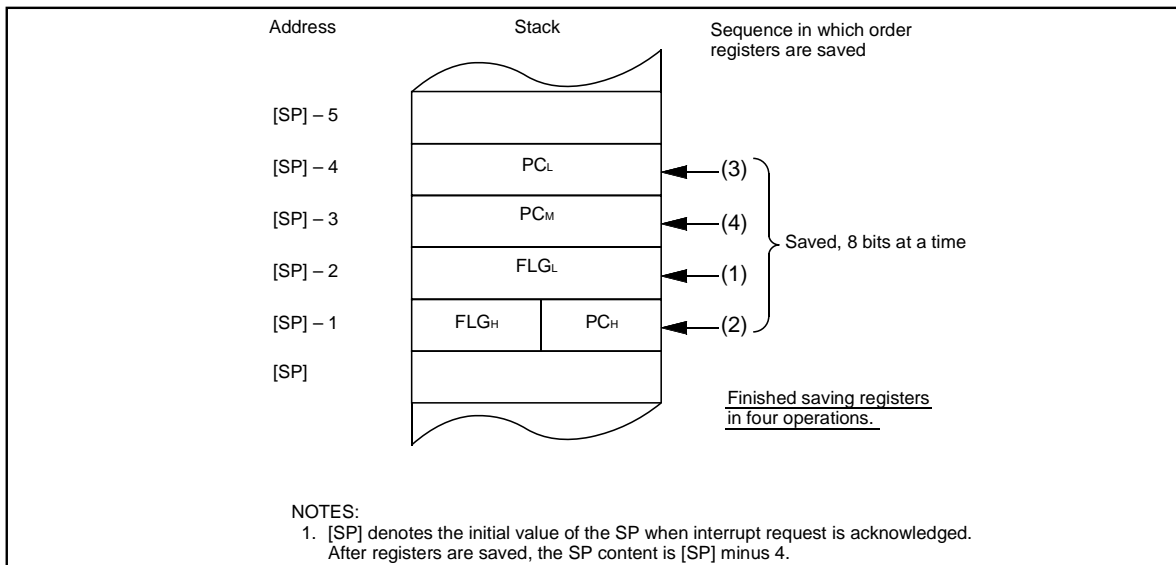 Address Stack Sequence in which order
registers are saved
[SP] – 5
[SP] – 4 PCL (3)
[SP] – 3 PCM (4)
Saved, 8 bits at a time
[SP] – 2 FLGL (1)
[SP] – 1 FLGH PCH (2)
[SP]
Finished saving registers
in four operations.
NOTES:
1. [SP] denotes the initial value of the SP when interrupt request is acknowledged.
After registers are saved, the SP content is [SP] minus 4.